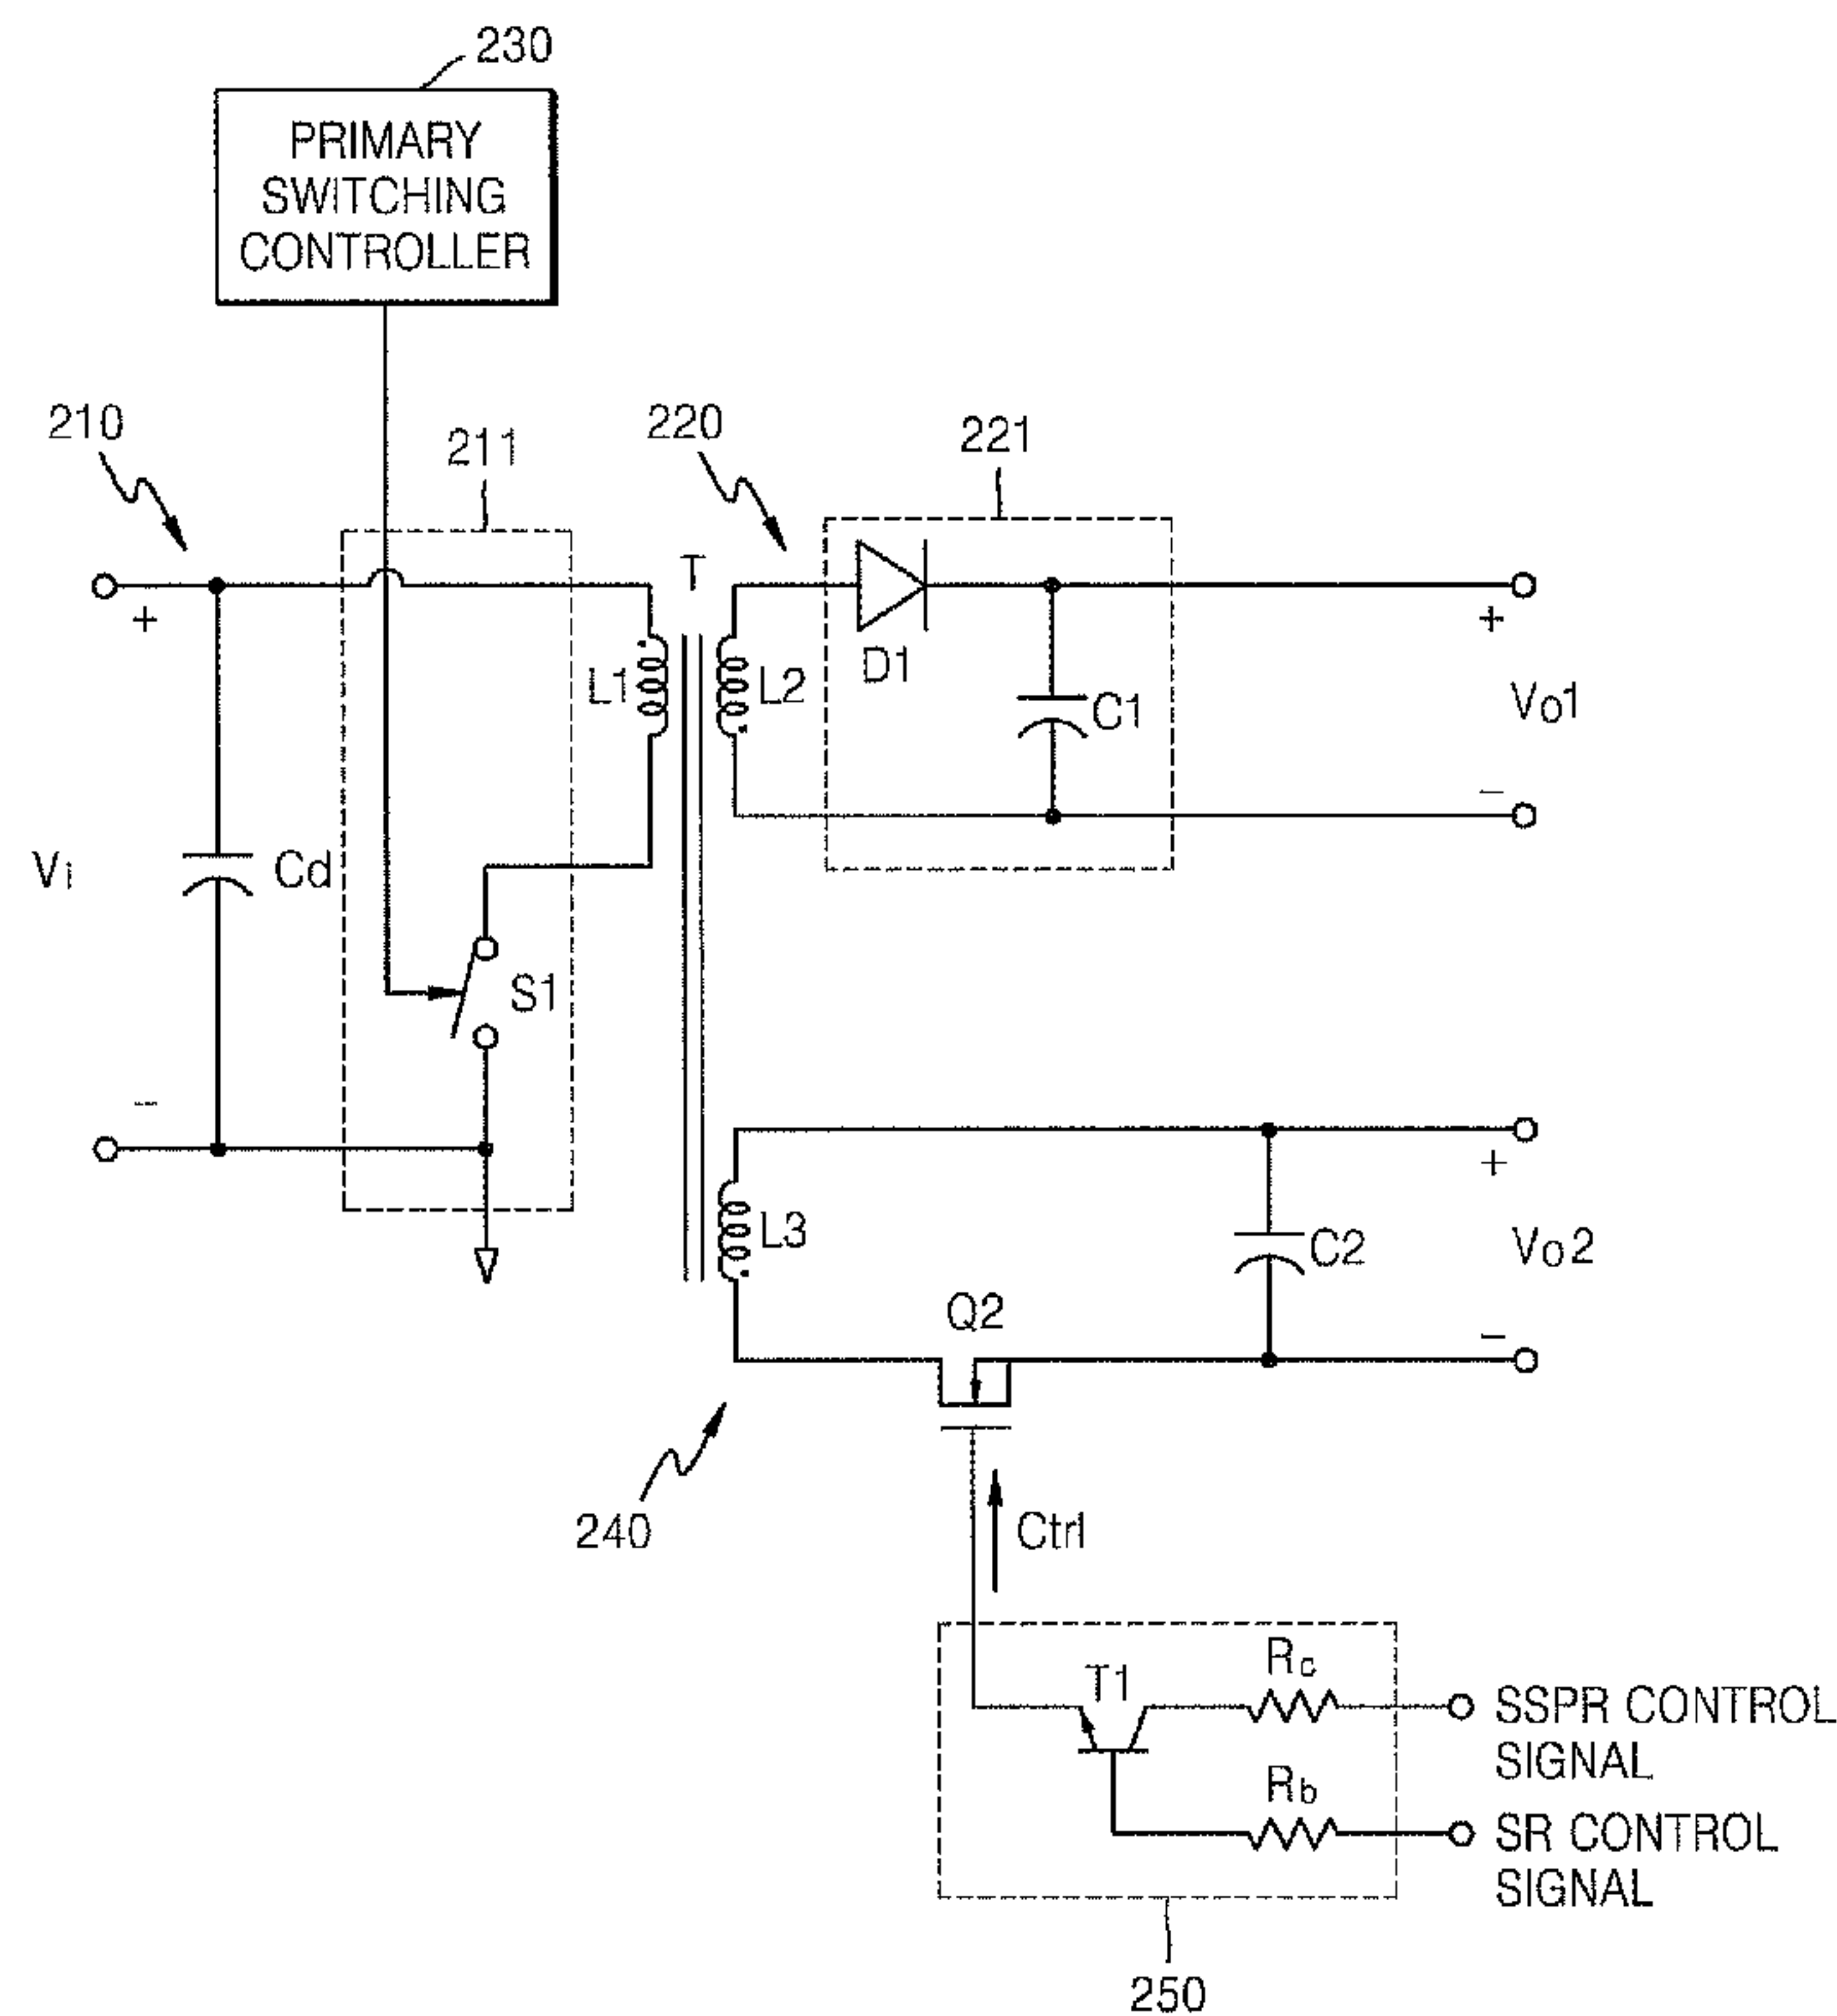 230
PRIMARY
SWITCHING
CONTROLLER
210
211
220
221
T
+
L1
L2
D1
C1
+
Vo1
−
Vi
Cd
S1
−
+
L3
C2
Vo2
Q2
−
240
Ctrl
T1
Rc
SSPR CONTROL
SIGNAL
Rb
SR CONTROL
SIGNAL
250